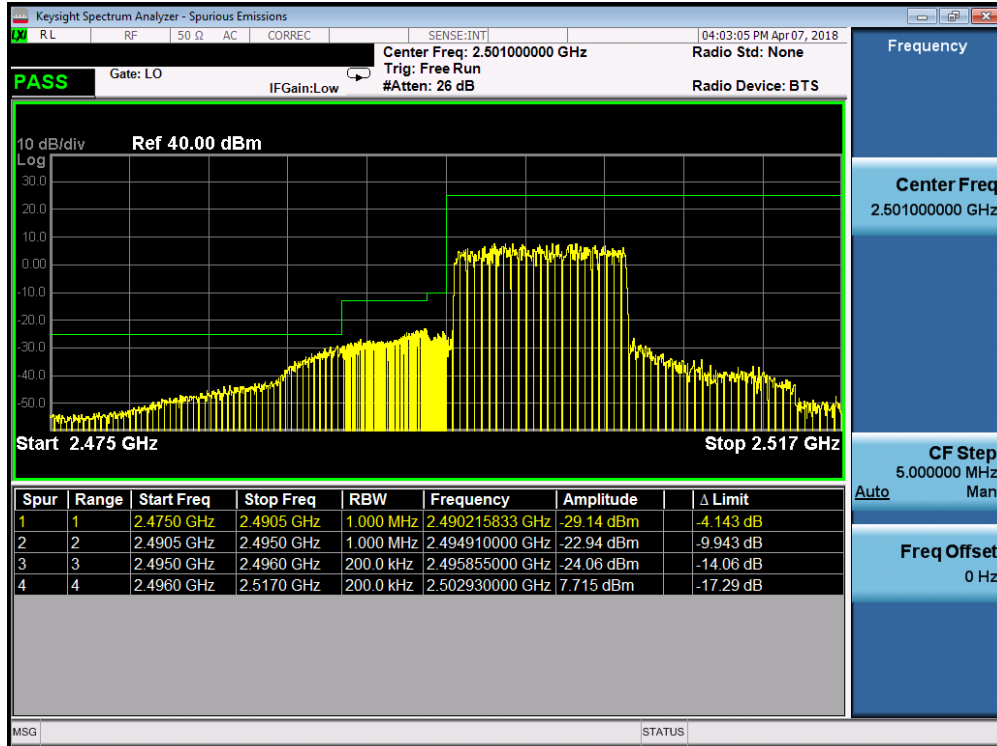 Keysight Spectrum Analyzer - Spurious Emissions
LXI RL RF 50 Ω AC CORREC SENSE:INT 04:03:05 PM Apr 07, 2018
Center Freq: 2.501000000 GHz Radio Std: None
Trig: Free Run
PASS Gate: LO IFGain:Low #Atten: 26 dB Radio Device: BTS
10 dB/div Ref 40.00 dBm
Log
30.0
20.0
10.0
0.00
-10.0
-20.0
-30.0
-40.0
-50.0
Start 2.475 GHz Stop 2.517 GHz
Spur Range Start Freq Stop Freq RBW Frequency Amplitude Δ Limit
1 1 2.4750 GHz 2.4905 GHz 1.000 MHz 2.490215833 GHz -29.14 dBm -4.143 dB
2 2 2.4905 GHz 2.4950 GHz 1.000 MHz 2.494910000 GHz -22.94 dBm -9.943 dB
3 3 2.4950 GHz 2.4960 GHz 200.0 kHz 2.495855000 GHz -24.06 dBm -14.06 dB
4 4 2.4960 GHz 2.5170 GHz 200.0 kHz 2.502930000 GHz 7.715 dBm -17.29 dB
MSG STATUS
Frequency
Center Freq
2.501000000 GHz
CF Step
5.000000 MHz
Auto Man
Freq Offset
0 Hz